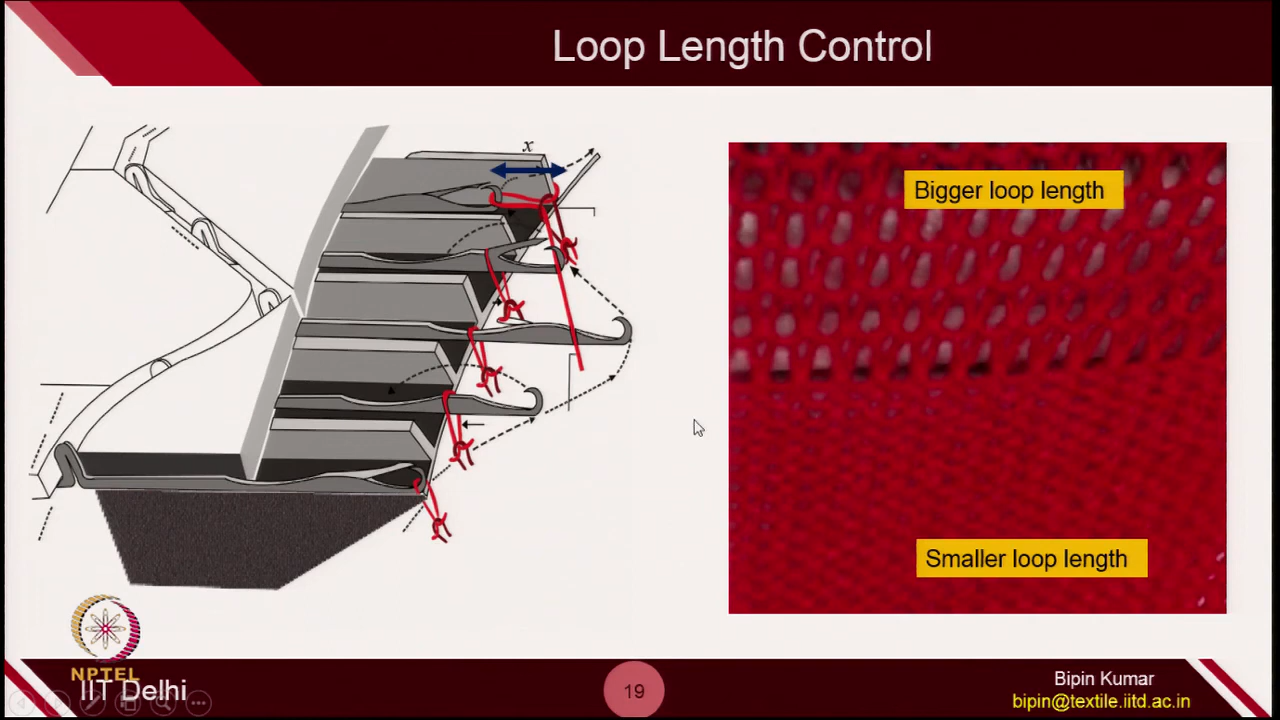 Loop Length Control
x
Bigger loop length
Smaller loop length
NPTEL
IIT Delhi
19
Bipin Kumar
bipin@textile.iitd.ac.in